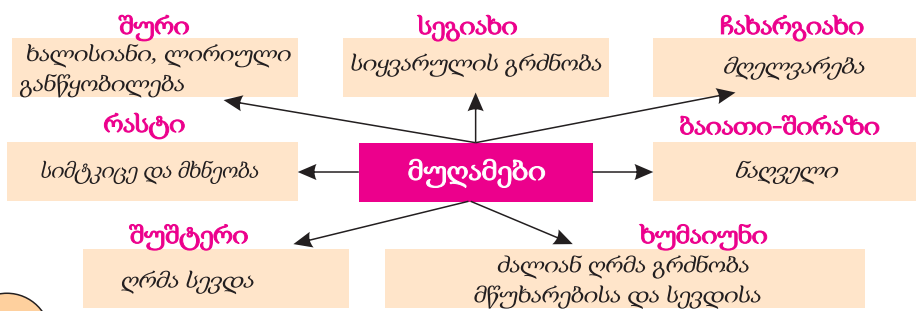 შური
ხალისიანი, ლირიული
განწყობილება
სეგიახი
სიყვარულის გრძნობა
ჩახარგიახი
მღელვარება
რასტი
სიმტკიცე და მხნეობა
მუღამები
ბაიათი-შირაზი
ნაღველი
შუშტერი
ღრმა სევდა
ხუმაიუნი
ძალიან ღრმა გრძნობა
მწუხარებისა და სევდისა